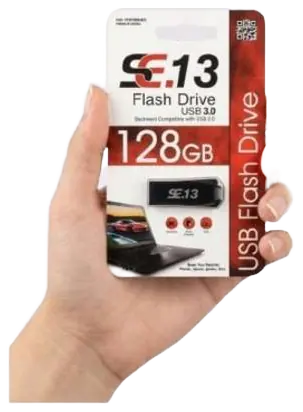 SE.13
Flash Drive
USB 3.0
Backward Compatible with USB 2.0
128GB
USB Flash Drive
SE.13